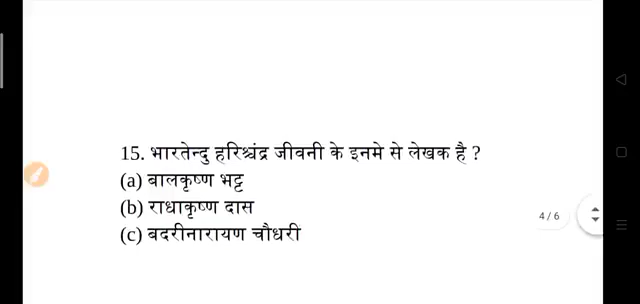 15. भारतेन्दु हरिश्चंद्र जीवनी के इनमे से लेखक है ?
(a) बालकृष्ण भट्ट
(b) राधाकृष्ण दास
(c) बदरीनारायण चौधरी
4 / 6